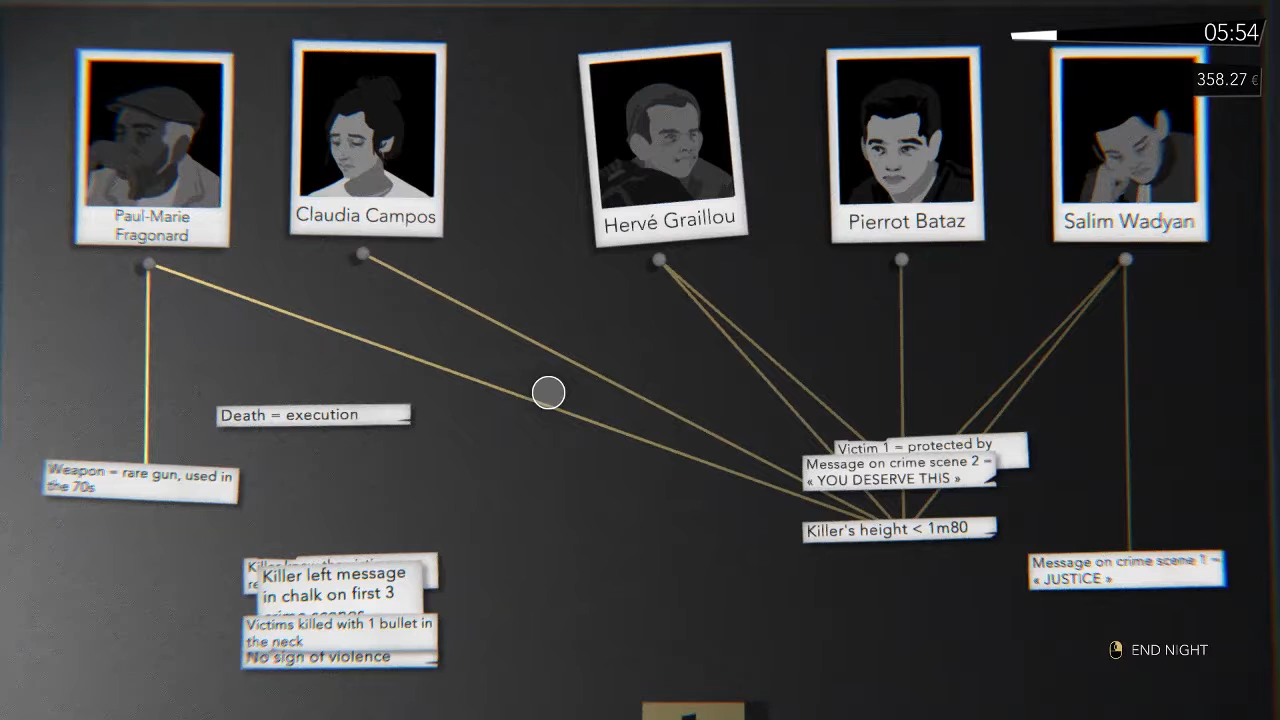 05:54
358.27 €
Paul-Marie
Fragonard
Claudia Campos
Hervé Graillou
Pierrot Bataz
Salim Wadyan
Death = execution
Victim 1 = protected by
Message on crime scene 2 =
« YOU DESERVE THIS »
Weapon = rare gun, used in
the 70s
Killer's height < 1m80
Message on crime scene 1 =
« JUSTICE »
Killer left message
in chalk on first 3
crime scenes
Victims killed with 1 bullet in
the neck
No sign of violence
END NIGHT